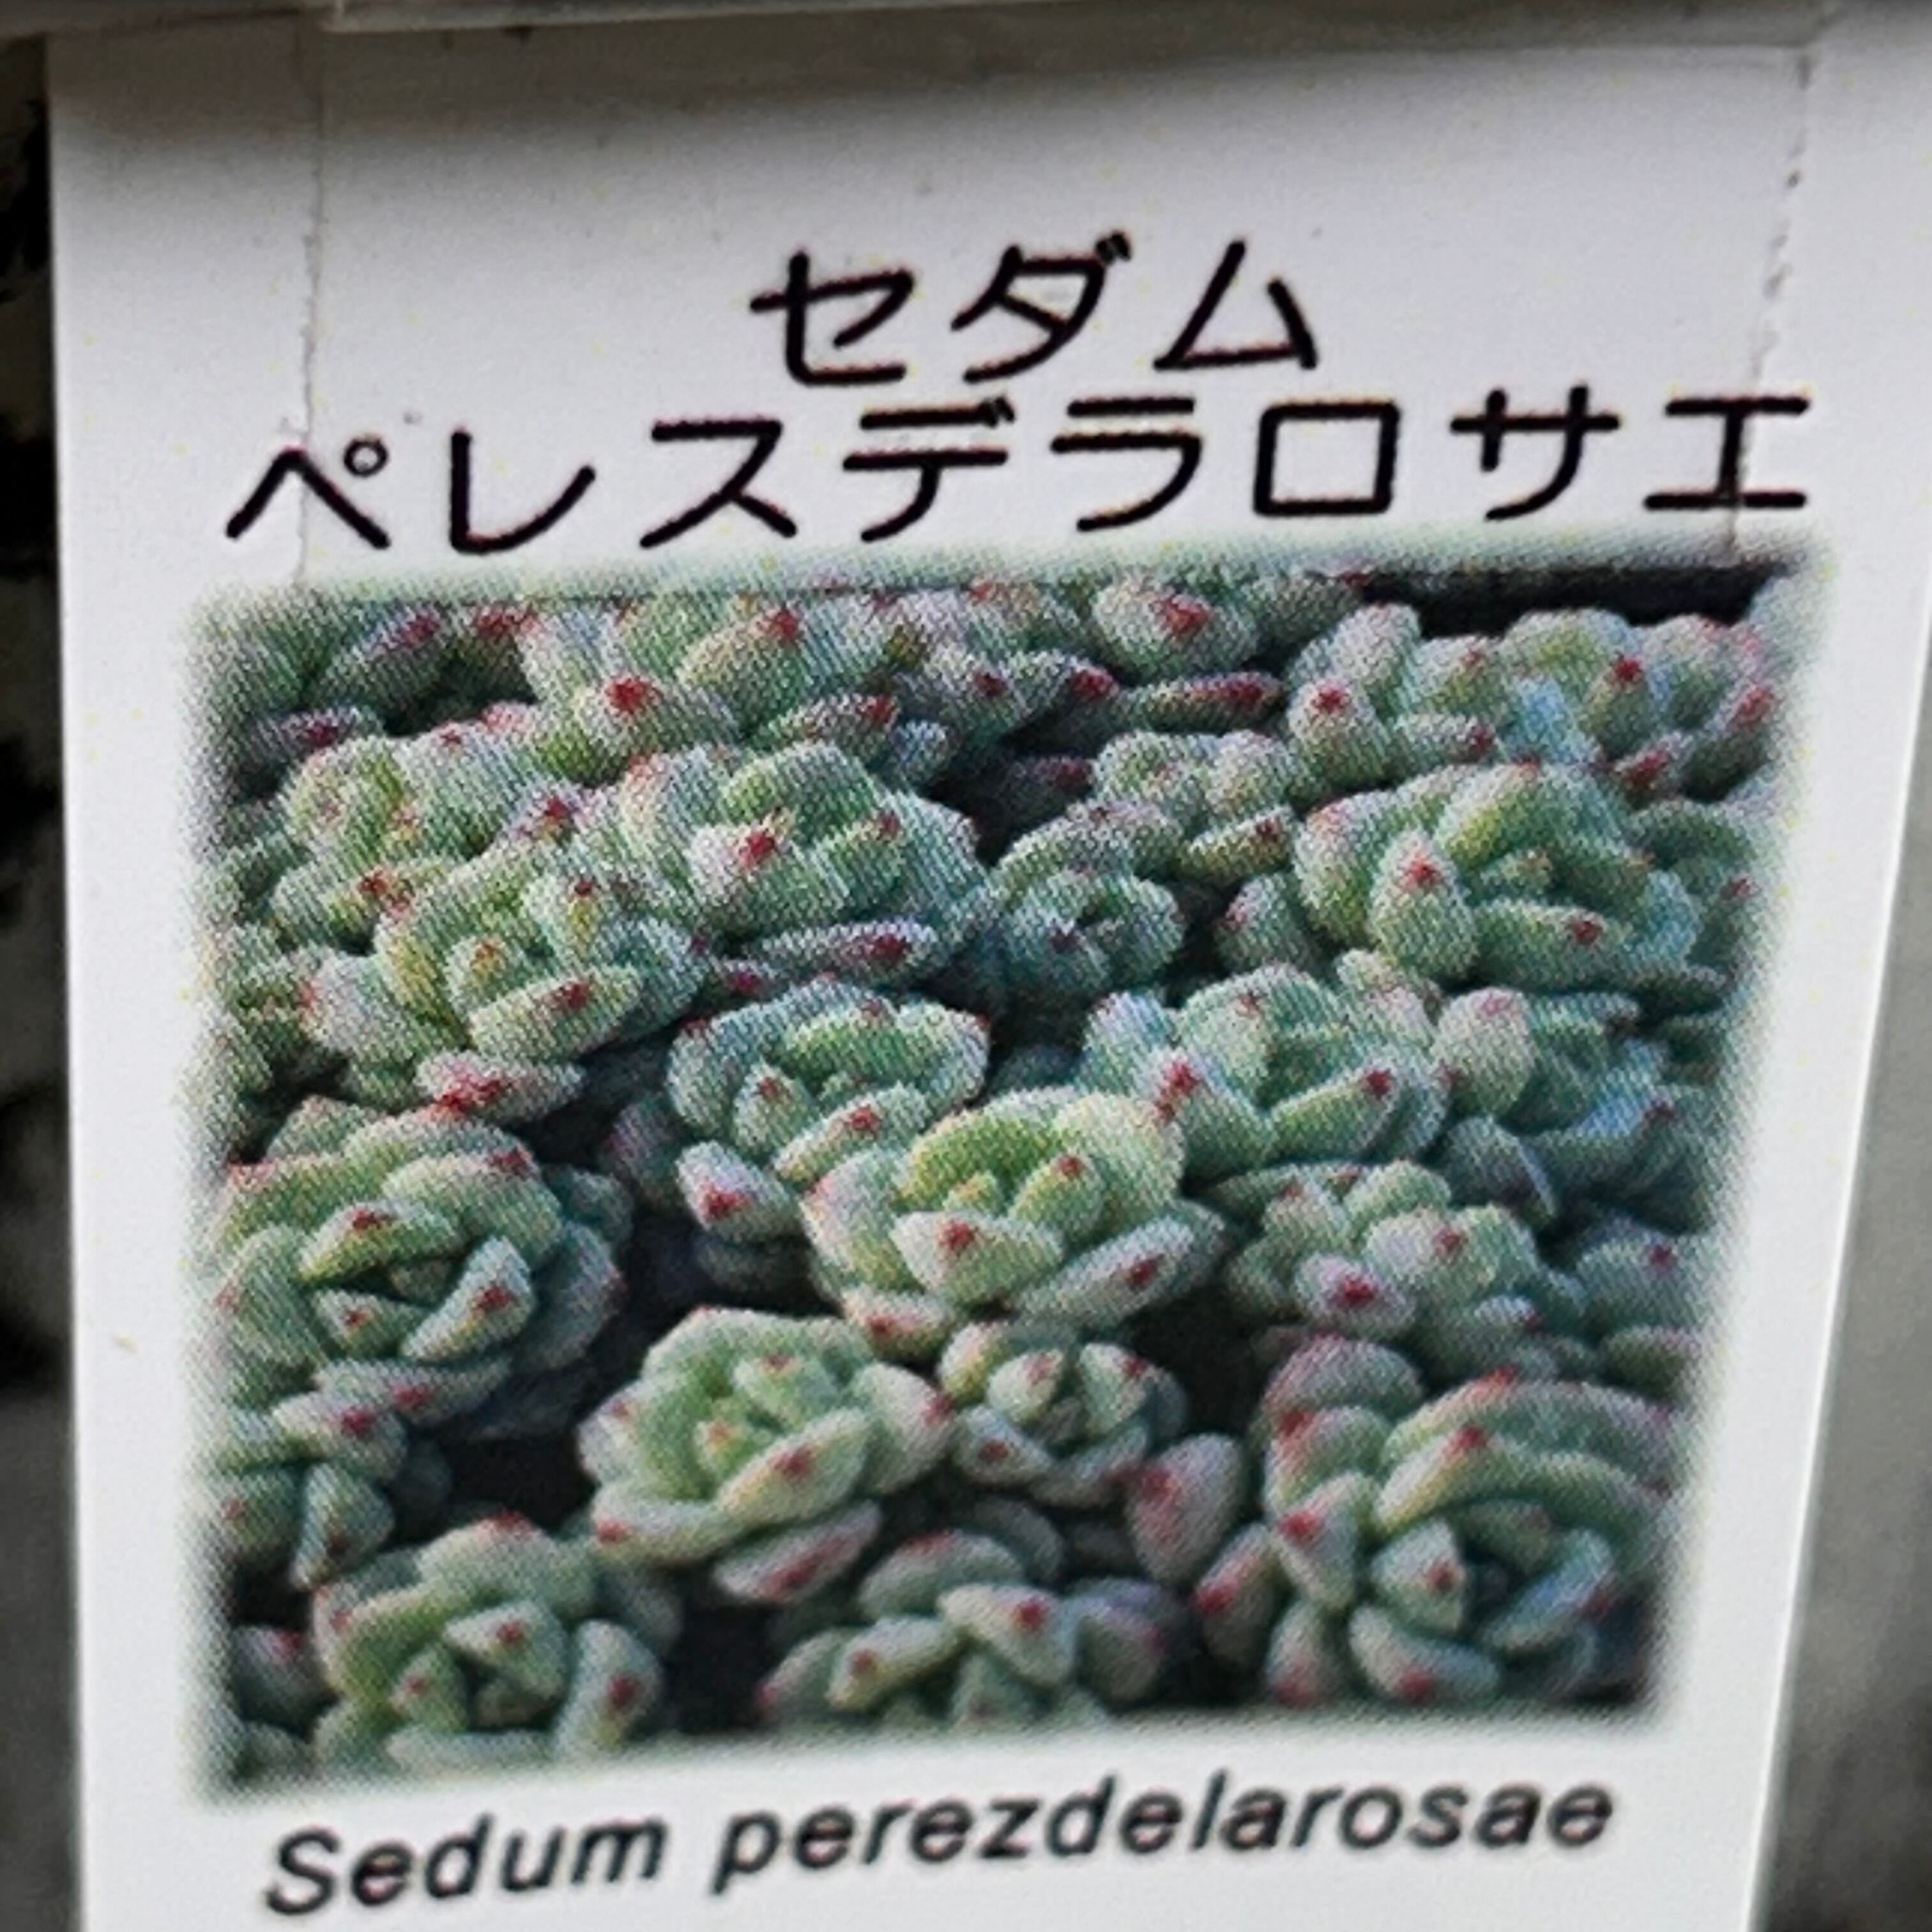 セダム
ペレスデラロサエ
Sedum perezdelarosae